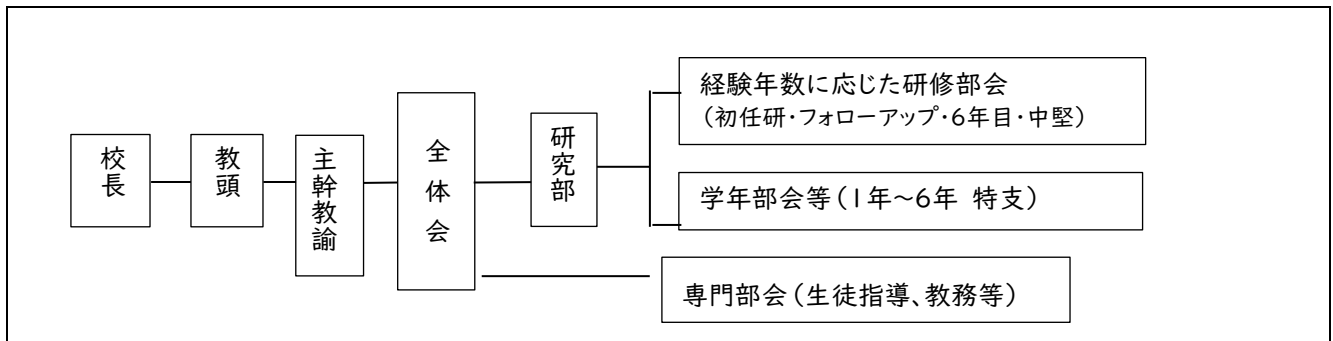 校長
教頭
主幹教諭
全体会
研究部
経験年数に応じた研修部会
（初任研・フォローアップ・6年目・中堅）
学年部会等（1年～6年 特支）
専門部会（生徒指導、教務等）